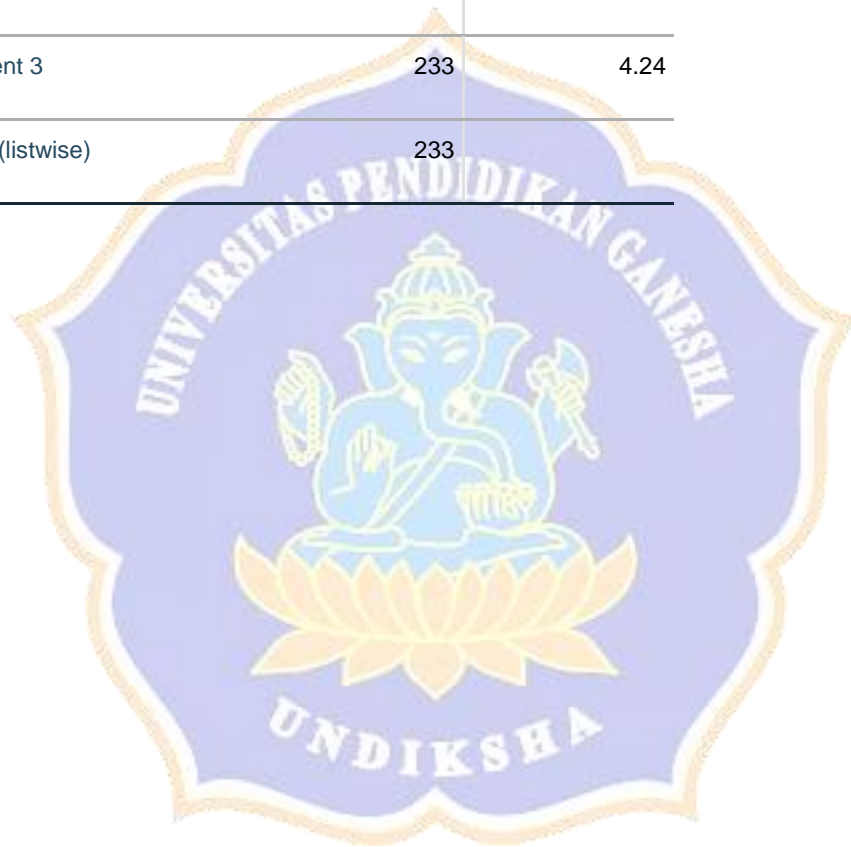 ent 3 233 4.24
(listwise) 233
UNIVERSITAS PENDIDIKAN GANESHA
UNDIKSHA